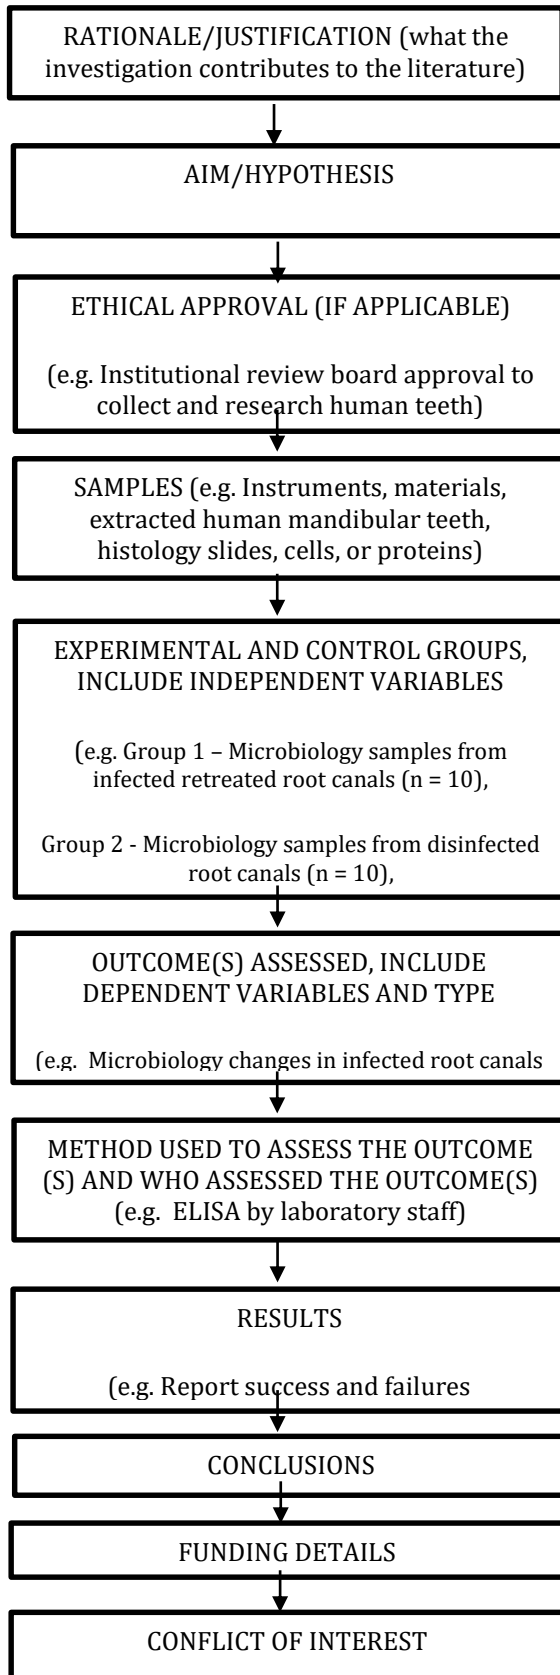 RATIONALE/JUSTIFICATION (what the
investigation contributes to the literature)
AIM/HYPOTHESIS
ETHICAL APPROVAL (IF APPLICABLE)
(e.g. Institutional review board approval to
collect and research human teeth)
SAMPLES (e.g. Instruments, materials,
extracted human mandibular teeth,
histology slides, cells, or proteins)
EXPERIMENTAL AND CONTROL GROUPS,
INCLUDE INDEPENDENT VARIABLES
(e.g. Group 1 – Microbiology samples from
infected retreated root canals (n = 10),
Group 2 - Microbiology samples from disinfected
root canals (n = 10),
OUTCOME(S) ASSESSED, INCLUDE
DEPENDENT VARIABLES AND TYPE
(e.g. Microbiology changes in infected root canals
METHOD USED TO ASSESS THE OUTCOME
(S) AND WHO ASSESSED THE OUTCOME(S)
(e.g. ELISA by laboratory staff)
RESULTS
(e.g. Report success and failures
CONCLUSIONS
FUNDING DETAILS
CONFLICT OF INTEREST